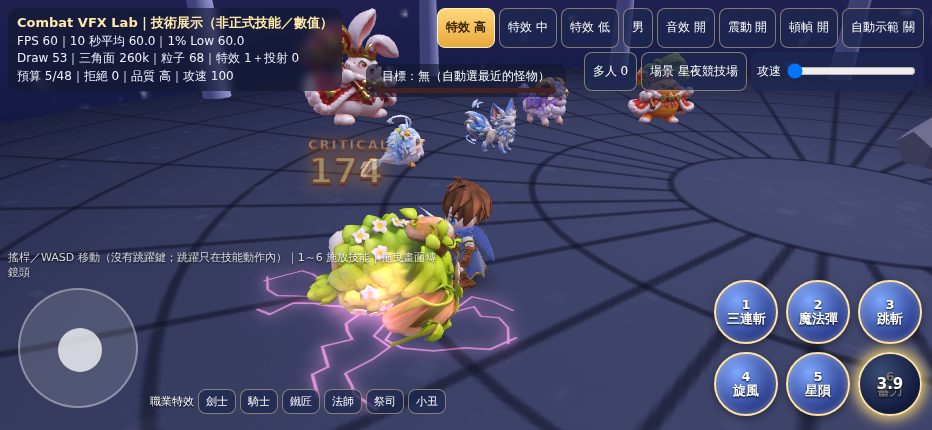 Combat VFX Lab｜技術展示（非正式技能／數值）
FPS 60｜10 秒平均 60.0｜1% Low 60.0
Draw 53｜三角面 260k｜粒子 68｜特效 1＋投射 0
預算 5/48｜拒絕 0｜品質 高｜攻速 100
特效 高
特效 中
特效 低
男
音效 開
震動 開
頓幀 開
自動示範 關
目標：無（自動選最近的怪物）
多人 0
場景 星夜競技場
攻速
CRITICAL
174
搖桿／WASD 移動（沒有跳躍鍵；跳躍只在技能動作內）｜1～6 施放技能｜拖曳畫面轉
鏡頭
1
三連斬
2
魔法彈
3
跳斬
4
旋風
5
星隕
6
3.9
蓄力
職業特效
劍士
騎士
鐵匠
法師
祭司
小丑